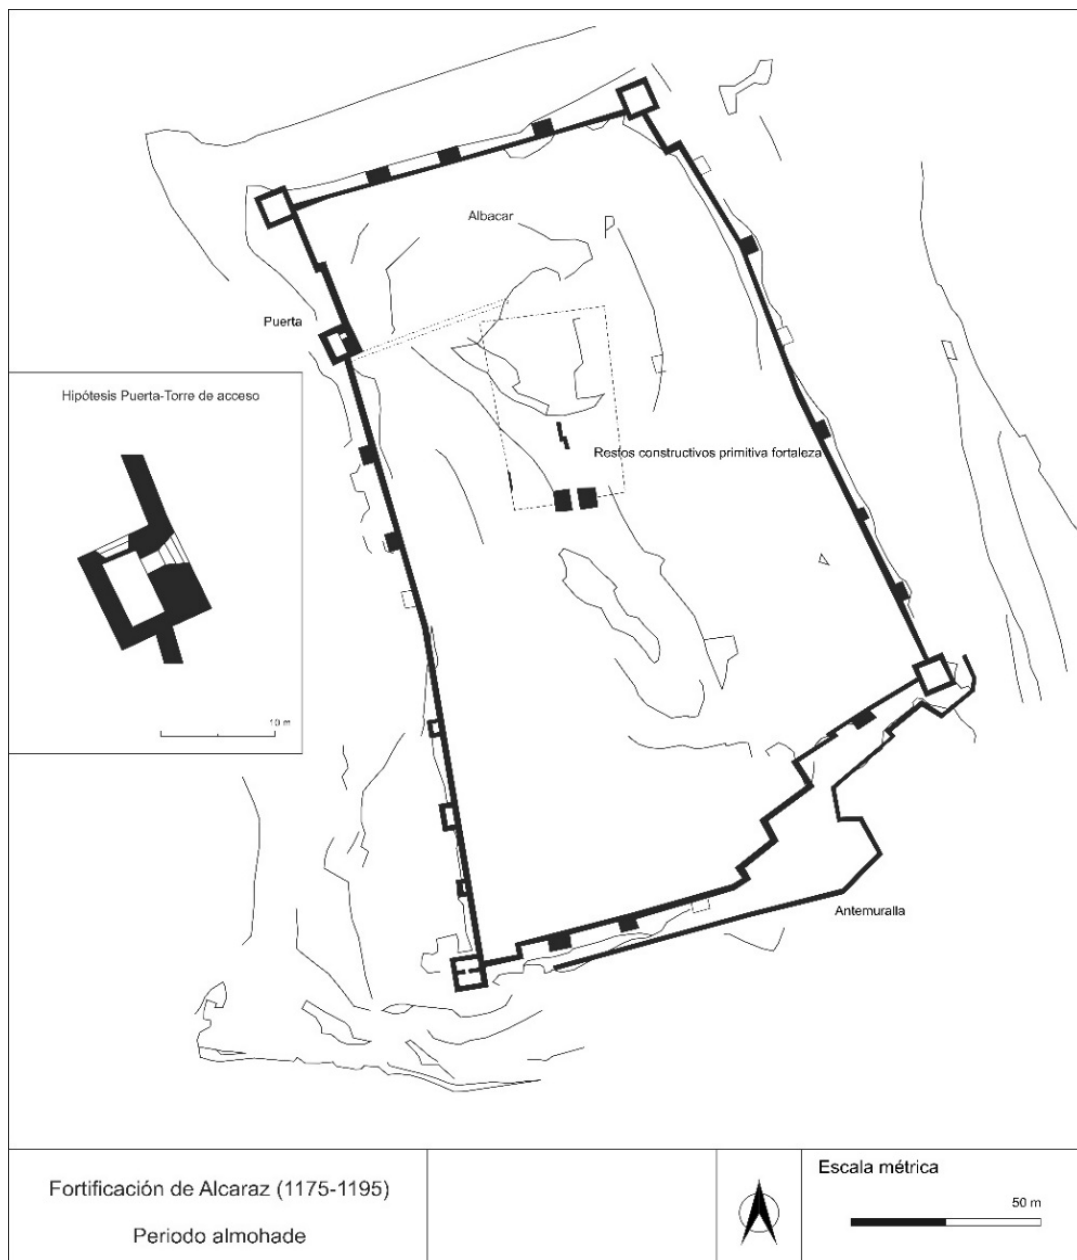 Albacar
Puerta
Hipótesis Puerta-Torre de acceso
Restos constructivos primitiva fortaleza
10 m
Antemuralla
Fortificación de Alcaraz (1175-1195)
Periodo almohade
Escala métrica
50 m